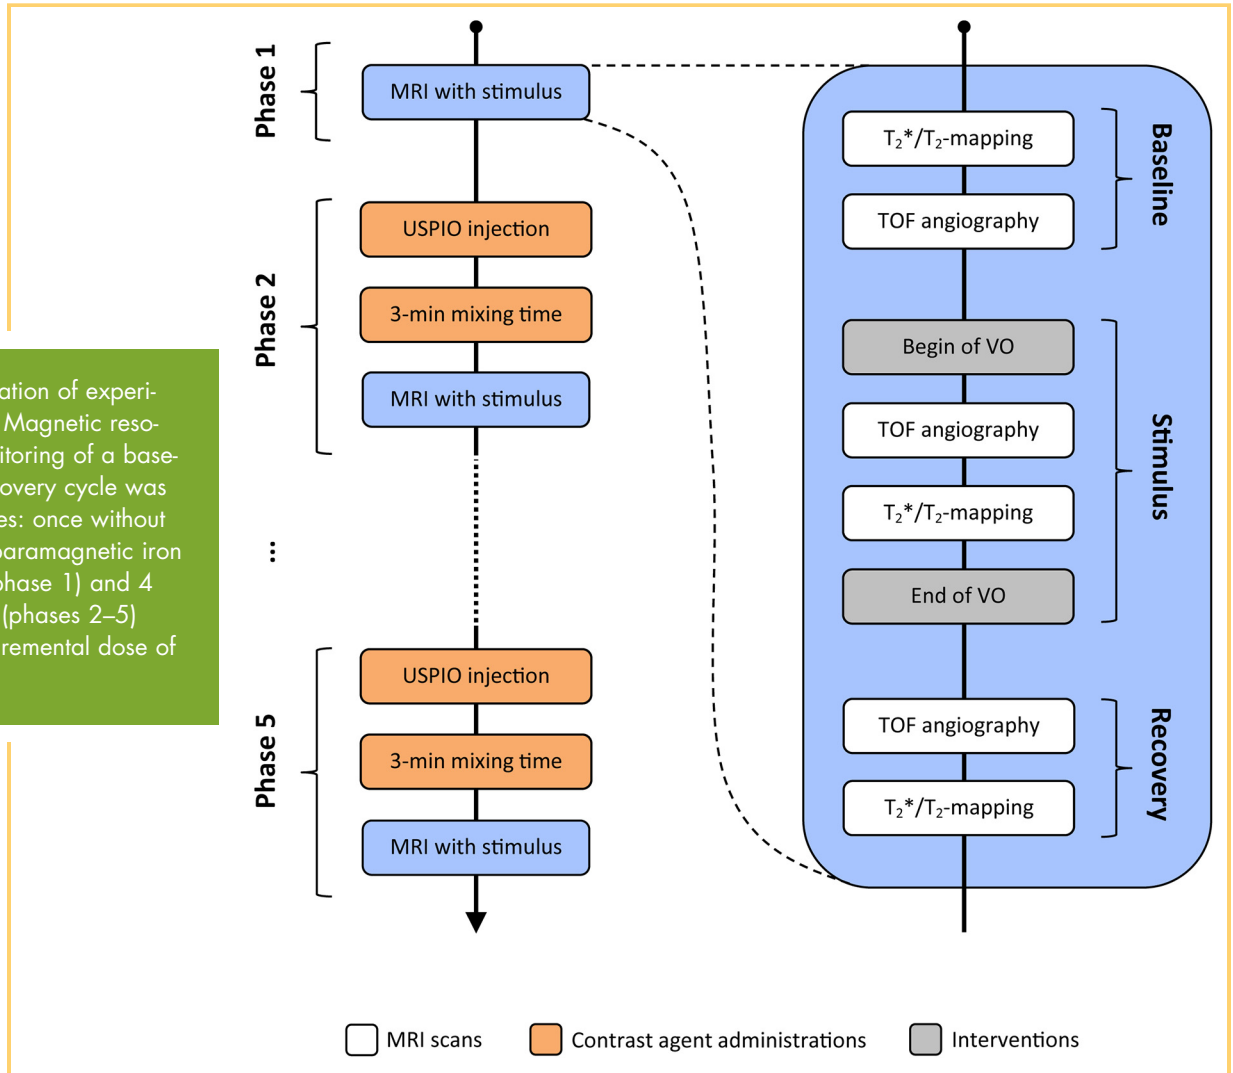 Phase 1
MRI with stimulus
Phase 2
USPIO injection
3-min mixing time
MRI with stimulus
...
Phase 5
USPIO injection
3-min mixing time
MRI with stimulus
T2*/T2-mapping
TOF angiography
Baseline
Begin of VO
TOF angiography
T2*/T2-mapping
End of VO
Stimulus
TOF angiography
T2*/T2-mapping
Recovery
MRI scans
Contrast agent administrations
Interventions
ation of experi-
Magnetic reso-
itoring of a base-
overy cycle was
es: once without
paramagnetic iron
phase 1) and 4
(phases 2–5)
remental dose of